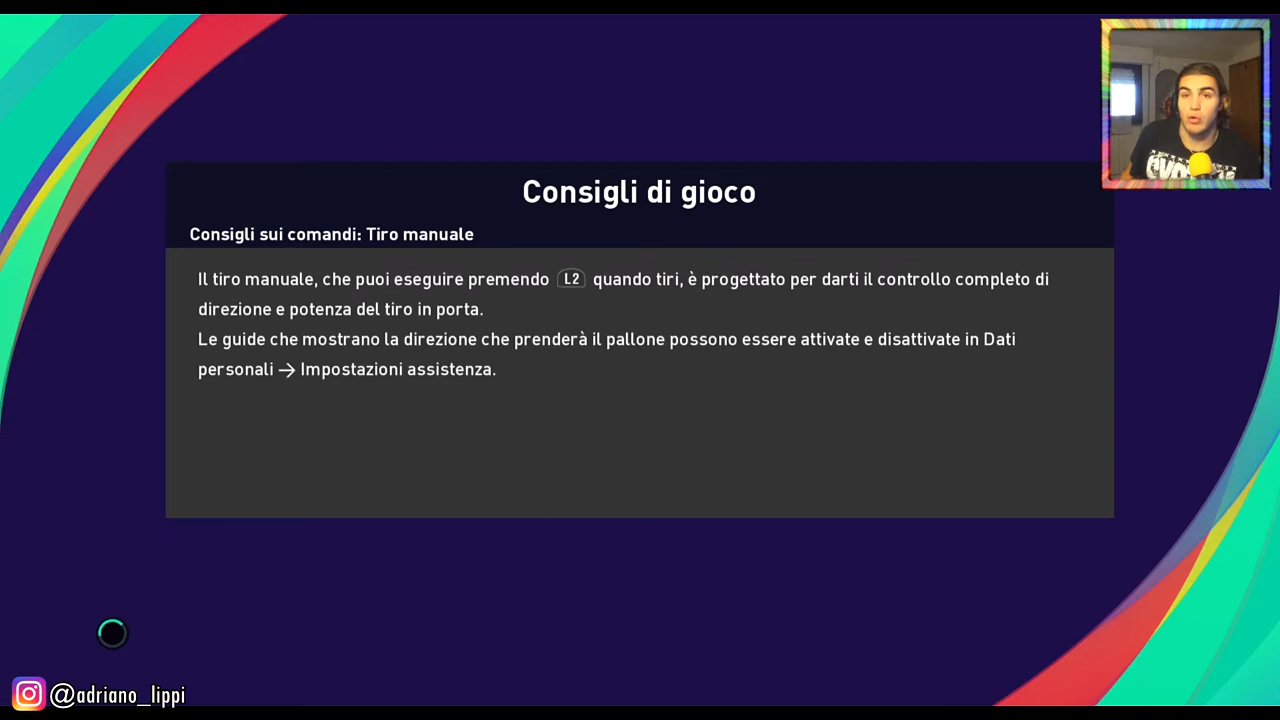 Consigli di gioco
Consigli sui comandi: Tiro manuale
Il tiro manuale, che puoi eseguire premendo L2 quando tiri, è progettato per darti il controllo completo di
direzione e potenza del tiro in porta.
Le guide che mostrano la direzione che prenderà il pallone possono essere attivate e disattivate in Dati
personali → Impostazioni assistenza.
@adriano_lippi